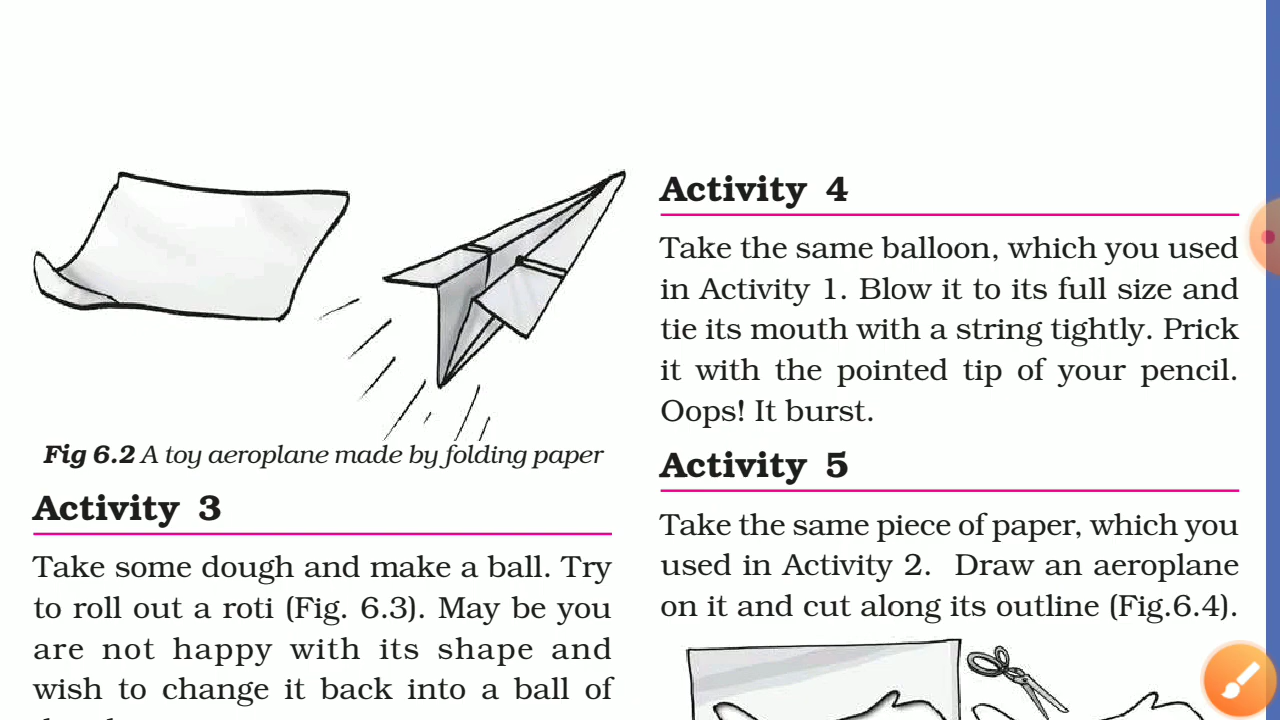 Fig 6.2 A toy aeroplane made by folding paper
Activity 3
Take some dough and make a ball. Try
to roll out a roti (Fig. 6.3). May be you
are not happy with its shape and
wish to change it back into a ball of
Activity 4
Take the same balloon, which you used
in Activity 1. Blow it to its full size and
tie its mouth with a string tightly. Prick
it with the pointed tip of your pencil.
Oops! It burst.
Activity 5
Take the same piece of paper, which you
used in Activity 2. Draw an aeroplane
on it and cut along its outline (Fig.6.4).